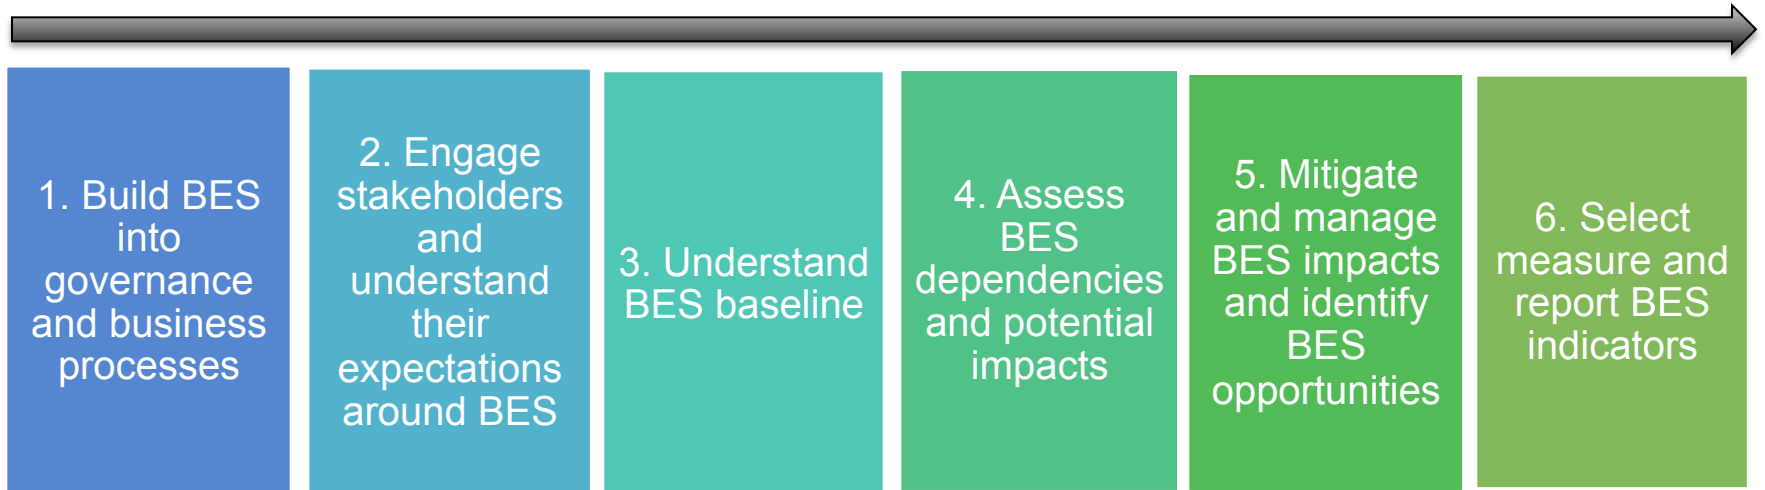 1. Build BES
into
governance
and business
processes
2. Engage
stakeholders
and
understand
their
expectations
around BES
3. Understand
BES baseline
4. Assess
BES
dependencies
and potential
impacts
5. Mitigate
and manage
BES impacts
and identify
BES
opportunities
6. Select
measure and
report BES
indicators